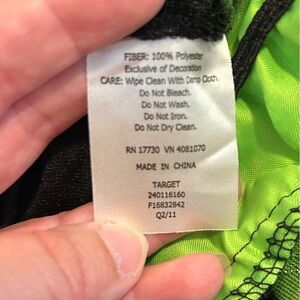 FIBER: 100% Polyester
Exclusive of Decoration
CARE: Wipe Clean With Damp Cloth.
Do Not Bleach.
Do Not Wash.
Do Not Iron.
Do Not Dry Clean.
RN 17730 VN 4081070
MADE IN CHINA
TARGET
240116160
F16832842
Q2/11